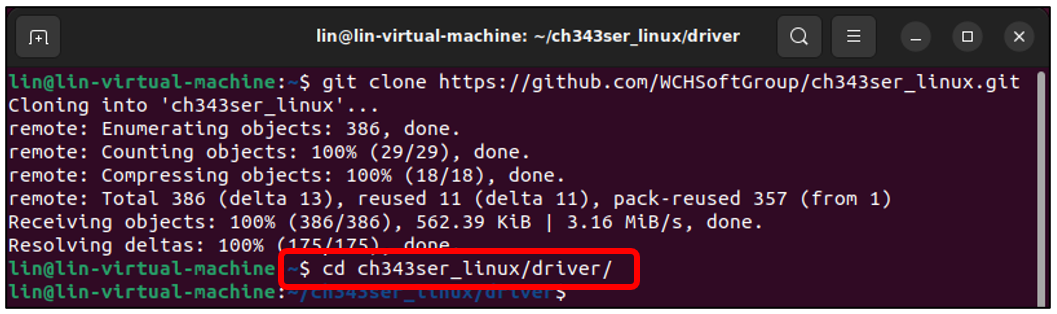 lin@lin-virtual-machine: ~/ch343ser_linux/driver
lin@lin-virtual-machine:~$ git clone https://github.com/WCHSoftGroup/ch343ser_linux.git
Cloning into 'ch343ser_linux'...
remote: Enumerating objects: 386, done.
remote: Counting objects: 100% (29/29), done.
remote: Compressing objects: 100% (18/18), done.
remote: Total 386 (delta 13), reused 11 (delta 11), pack-reused 357 (from 1)
Receiving objects: 100% (386/386), 562.39 KiB | 3.16 MiB/s, done.
Resolving deltas: 100% (175/175), done.
lin@lin-virtual-machine:~$ cd ch343ser_linux/driver/
lin@lin-virtual-machine:~/ch343ser_linux/driver$